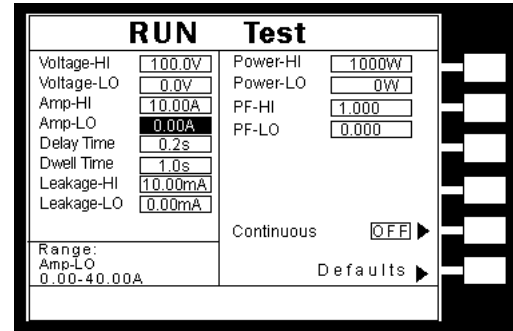 RUN Test
Voltage-HI 100.0V
Voltage-LO 0.0V
Amp-HI 10.00A
Amp-LO 0.00A
Delay Time 0.2s
Dwell Time 1.0s
Leakage-HI 10.00mA
Leakage-LO 0.00mA
Power-HI 1000W
Power-LO 0W
PF-HI 1.000
PF-LO 0.000
Continuous OFF
Range:
Amp-LO
0.00-40.00A
Defaults